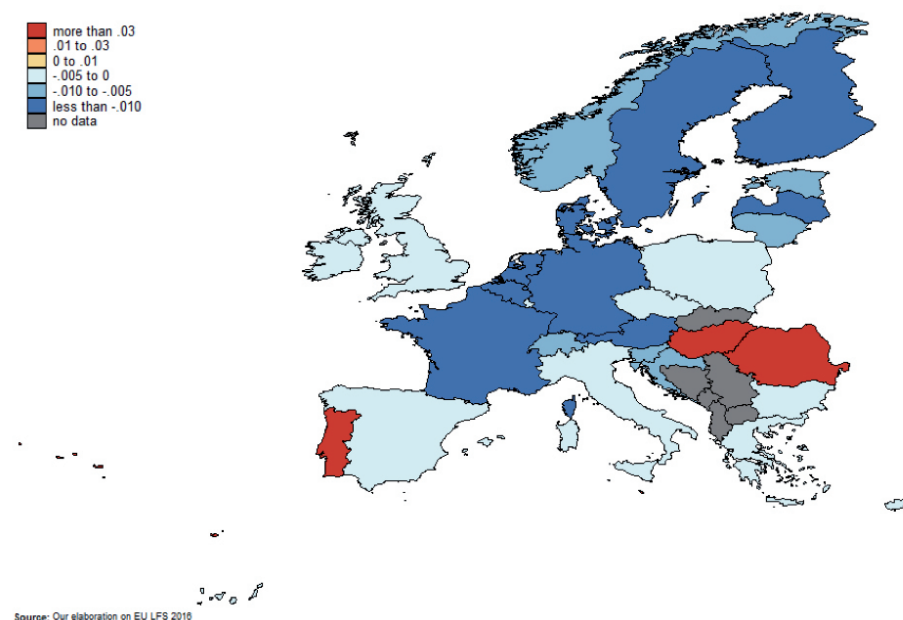 more than .03
.01 to .03
0 to .01
-.005 to 0
-.010 to -.005
less than -.010
no data
Source: Our elaboration on EU LFS 2016